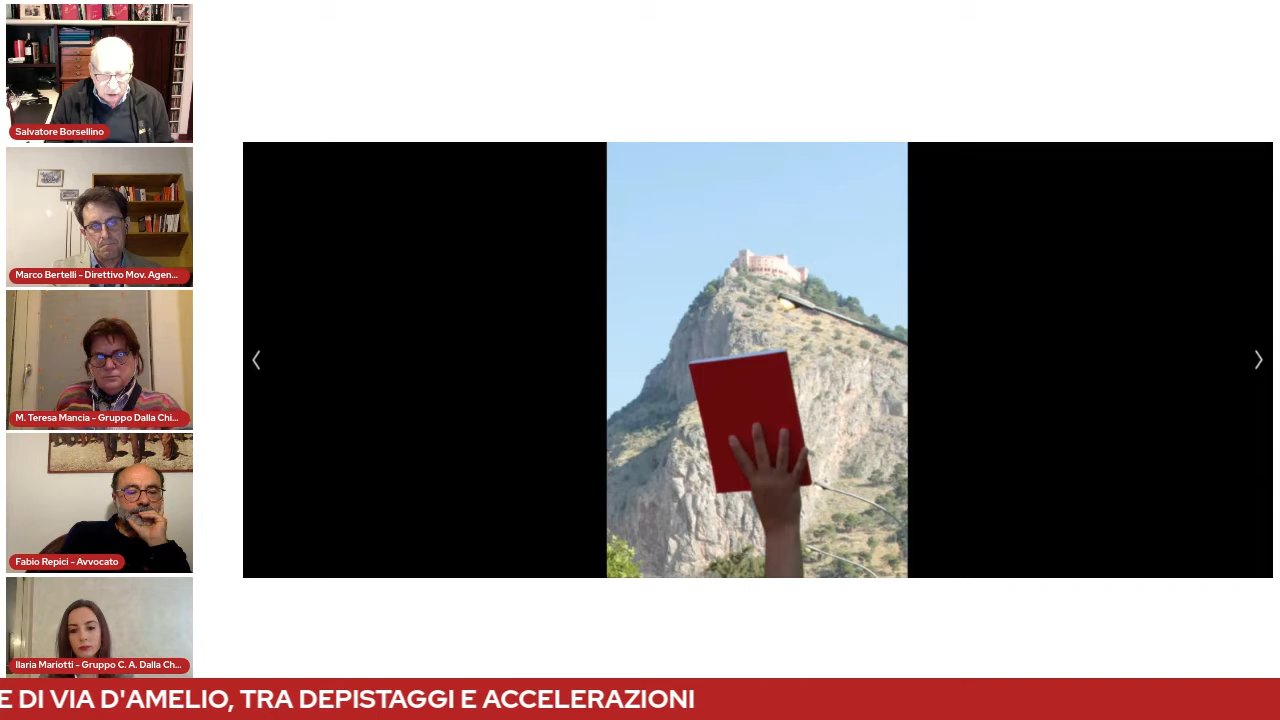 Salvatore Borsellino
Marco Bertelli - Direttivo Mov. Agen...
M. Teresa Mancia - Gruppo Dalla Chi...
Fabio Repici - Avvocato
Ilaria Mariotti - Gruppo C. A. Dalla Ch...
E DI VIA D'AMELIO, TRA DEPISTAGGI E ACCELERAZIONI